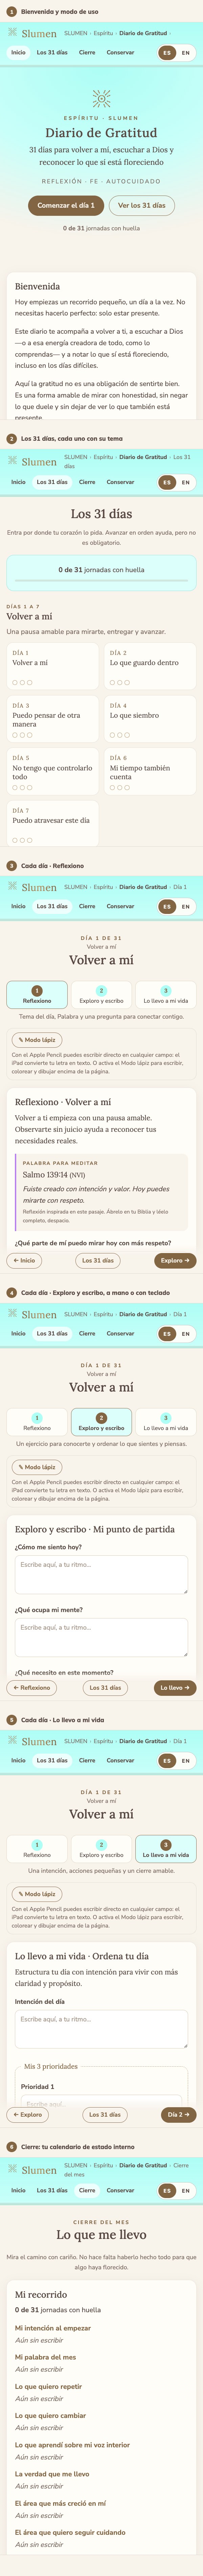 1 Bienvenida y modo de uso
Slumen SLUMEN · Espíritu · Diario de Gratitud ·
Inicio Los 31 días Cierre Conservar ES EN
ESPÍRITU · SLUMEN
Diario de Gratitud
31 días para volver a mí, escuchar a Dios y
reconocer lo que sí está floreciendo
REFLEXIÓN · FE · AUTOCUIDADO
Comenzar el día 1 Ver los 31 días
0 de 31 jornadas con huella
Bienvenida
Hoy empiezas un recorrido pequeño, un día a la vez. No
necesitas hacerlo perfecto: solo estar presente.
Este diario te acompaña a volver a ti, a escuchar a Dios
—o a esa energía creadora de todo, como lo
comprendas— y a notar lo que sí está floreciendo,
incluso en los días difíciles.
Aquí la gratitud no es una obligación de sentirte bien.
Es una forma amable de mirar con honestidad, sin negar
lo que duele y sin dejar de ver lo que también está
presente.
2 Los 31 días, cada uno con su tema
Slumen SLUMEN · Espíritu · Diario de Gratitud · Los 31
días
Inicio Los 31 días Cierre Conservar ES EN
Los 31 días
Entra por donde tu corazón lo pida. Avanzar en orden ayuda, pero no
es obligatorio.
0 de 31 jornadas con huella
DÍAS 1 A 7
Volver a mí
Una pausa amable para mirarte, entregar y avanzar.
DÍA 1
Volver a mí
DÍA 2
Lo que guardo dentro
DÍA 3
Puedo pensar de otra
manera
DÍA 4
Lo que siembro
DÍA 5
No tengo que controlarlo
todo
DÍA 6
Mi tiempo también
cuenta
DÍA 7
Puedo atravesar este día
3 Cada día · Reflexiono
Slumen SLUMEN · Espíritu · Diario de Gratitud · Día 1
Inicio Los 31 días Cierre Conservar ES EN
DÍA 1 DE 31
Volver a mí
Volver a mí
1 Reflexiono
2 Exploro y escribo
3 Lo llevo a mi vida
Tema del día, Palabra y una pregunta para conectar contigo.
✎ Modo lápiz
Con el Apple Pencil puedes escribir directo en cualquier campo: el
iPad convierte tu letra en texto. O activa el Modo lápiz para escribir,
colorear y dibujar encima de la página.
Reflexiono · Volver a mí
Volver a ti empieza con una pausa amable.
Observarte sin juicio ayuda a reconocer tus
necesidades reales.
PALABRA PARA MEDITAR
Salmo 139:14 (NVI)
Fuiste creado con intención y valor. Hoy puedes
mirarte con respeto.
Reflexión inspirada en este pasaje. Ábrelo en tu Biblia y léelo
completo, despacio.
¿Qué parte de mí puedo mirar hoy con más respeto?
← Inicio Los 31 días Exploro →
4 Cada día · Exploro y escribo, a mano o con teclado
Slumen SLUMEN · Espíritu · Diario de Gratitud · Día 1
Inicio Los 31 días Cierre Conservar ES EN
DÍA 1 DE 31
Volver a mí
Volver a mí
1 Reflexiono
2 Exploro y escribo
3 Lo llevo a mi vida
Un ejercicio para conocerte y ordenar lo que sientes y piensas.
✎ Modo lápiz
Con el Apple Pencil puedes escribir directo en cualquier campo: el
iPad convierte tu letra en texto. O activa el Modo lápiz para escribir,
colorear y dibujar encima de la página.
Exploro y escribo · Mi punto de partida
¿Cómo me siento hoy?
Escribe aquí, a tu ritmo...
¿Qué ocupa mi mente?
Escribe aquí, a tu ritmo...
¿Qué necesito en este momento?
← Reflexiono Los 31 días Lo llevo →
5 Cada día · Lo llevo a mi vida
Slumen SLUMEN · Espíritu · Diario de Gratitud · Día 1
Inicio Los 31 días Cierre Conservar ES EN
DÍA 1 DE 31
Volver a mí
Volver a mí
1 Reflexiono
2 Exploro y escribo
3 Lo llevo a mi vida
Una intención, acciones pequeñas y un cierre amable.
✎ Modo lápiz
Con el Apple Pencil puedes escribir directo en cualquier campo: el
iPad convierte tu letra en texto. O activa el Modo lápiz para escribir,
colorear y dibujar encima de la página.
Lo llevo a mi vida · Ordena tu día
Estructura tu día con intención para vivir con más
claridad y propósito.
Intención del día
Escribe aquí, a tu ritmo...
Mis 3 prioridades
Prioridad 1
Escribe aquí...
← Exploro Los 31 días Día 2 →
6 Cierre: tu calendario de estado interno
Slumen SLUMEN · Espíritu · Diario de Gratitud · Cierre
del mes
Inicio Los 31 días Cierre Conservar ES EN
CIERRE DEL MES
Lo que me llevo
Mira el camino con cariño. No hace falta haberlo hecho todo para que
algo haya florecido.
Mi recorrido
0 de 31 jornadas con huella
Mi intención al empezar
Aún sin escribir
Mi palabra del mes
Aún sin escribir
Lo que quiero repetir
Aún sin escribir
Lo que quiero cambiar
Aún sin escribir
Lo que aprendí sobre mi voz interior
Aún sin escribir
La verdad que me llevo
Aún sin escribir
El área que más creció en mí
Aún sin escribir
El área que quiero seguir cuidando
Aún sin escribir